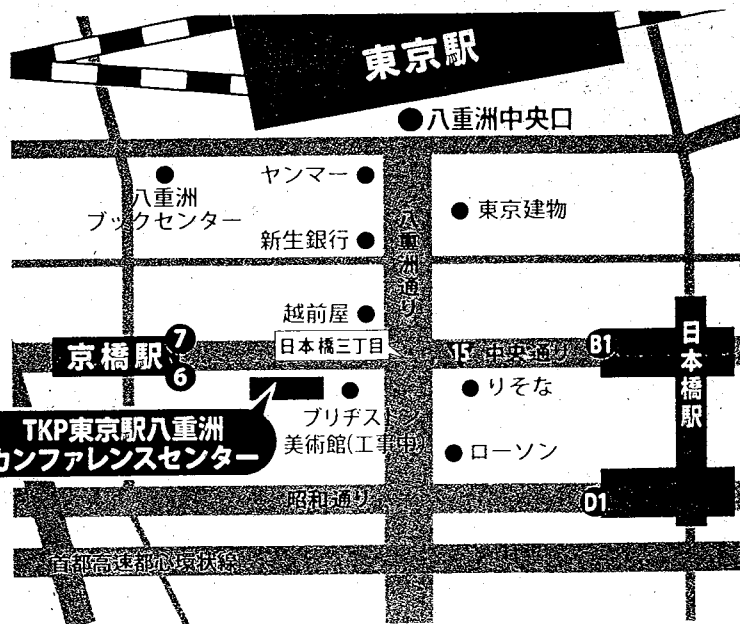 東京駅
八重洲中央口
ヤンマー
八重洲
ブックセンター
東京建物
新生銀行
八重洲通り
越前屋
日本橋三丁目
京橋駅
7
6
15 中央通り
B1
日本橋駅
りそな
ブリヂストン
美術館(工事中)
TKP東京駅八重洲
カンファレンスセンター
ローソン
昭和通り
D1
首都高速都心環状線